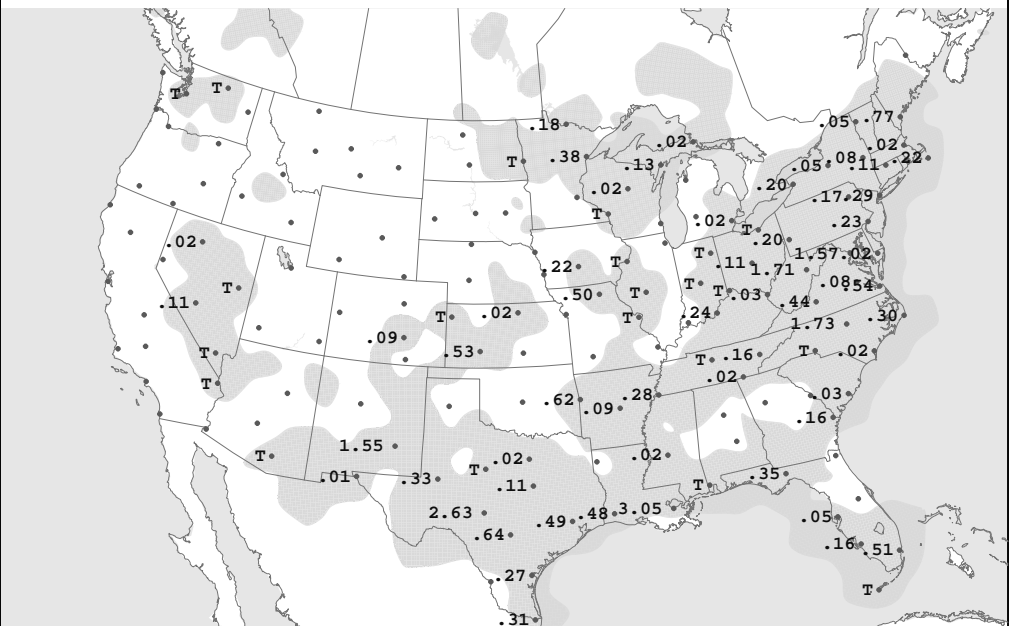 T
T
.18
.05
.77
.02
.02
.38
T
.13
.05
.08
.11
.22
.02
.20
.17
.29
T
.02
T
.23
.02
.20
T
T
.11
1.57
.02
.22
1.71
T
T
T
T
.03
.08
.54
.50
.11
.44
T
.02
T
.24
.30
.09
1.73
T
.53
T
.16
T
.02
T
.02
.62
.28
.03
.09
.16
1.55
T
.02
.02
T
.01
.33
.35
.11
T
2.63
.49
.48
3.05
.05
.64
.16
.51
.27
T
.31